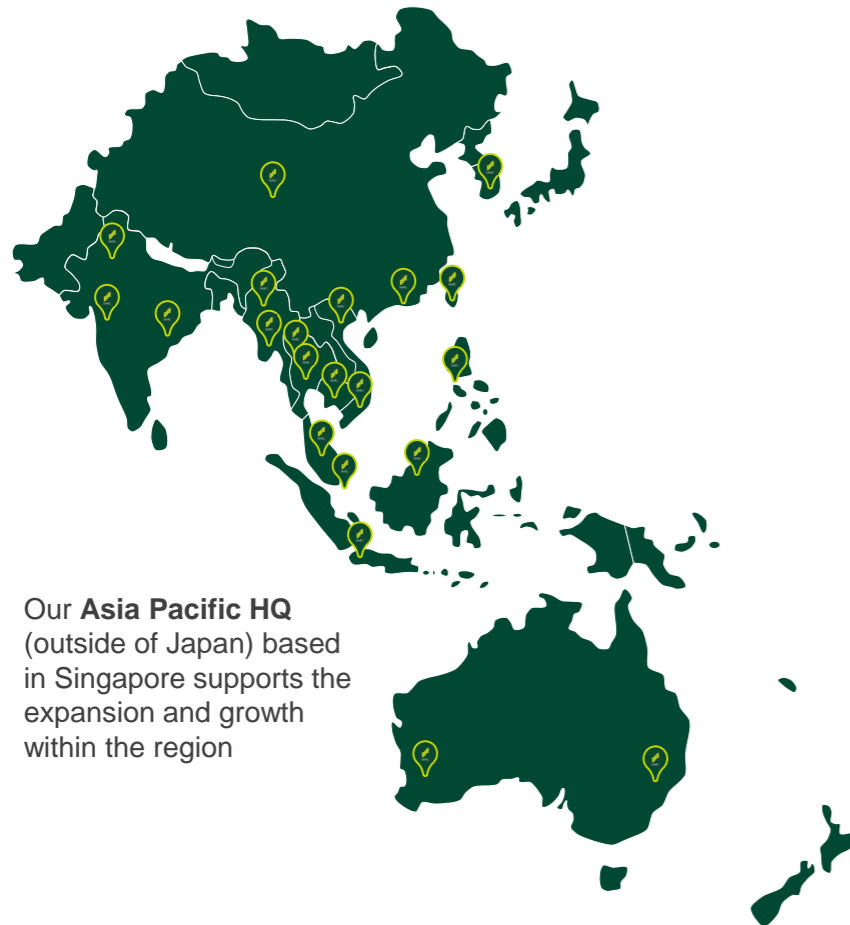 Our Asia Pacific HQ
(outside of Japan) based
in Singapore supports the
expansion and growth
within the region